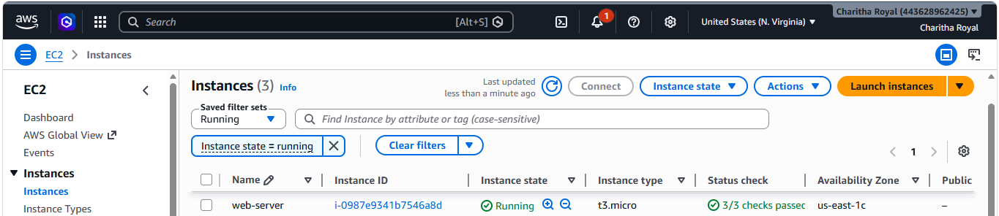 aws
Search [Alt+S]
1
United States (N. Virginia)
Charitha Royal (443628962425)
Charitha Royal
EC2 Instances
EC2
Dashboard
AWS Global View
Events
Instances
Instances
Instance Types
Instances (3) Info
Last updated
less than a minute ago
Connect
Instance state
Actions
Launch instances
Saved filter sets
Running
Find Instance by attribute or tag (case-sensitive)
Instance state = running
Clear filters
1
Name Instance ID Instance state Instance type Status check Availability Zone Public
web-server i-0987e9341b7546a8d Running t3.micro 3/3 checks passec us-east-1c –